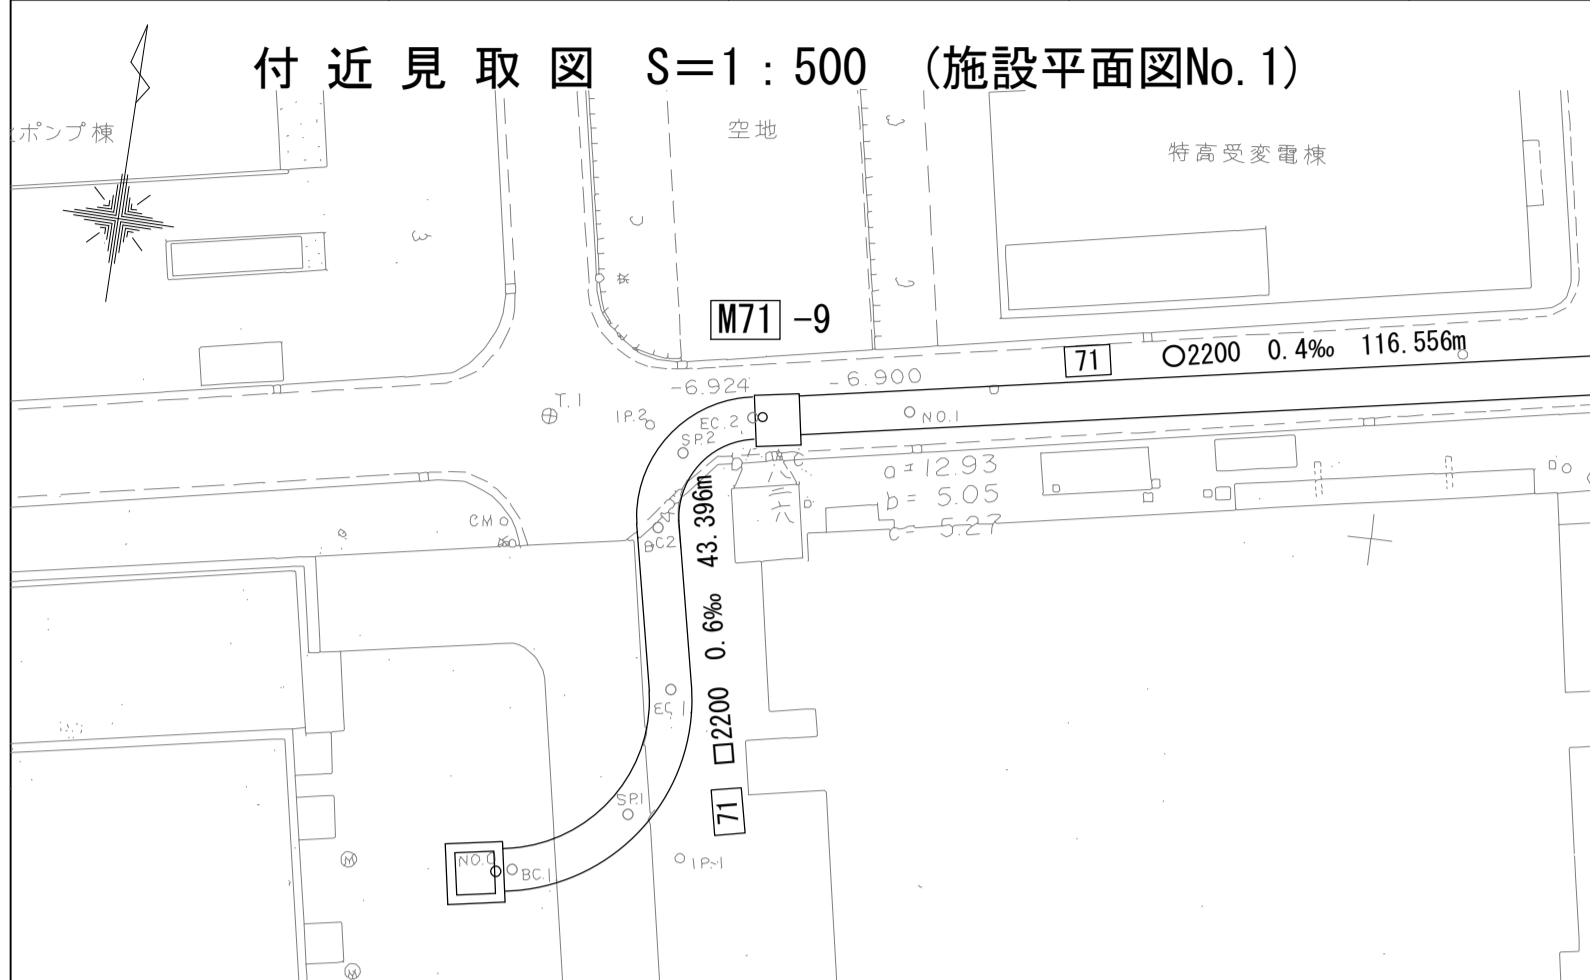 付近見取図 S=1:500 (施設平面図No.1)
ポンプ棟
空地
特高受変電棟
M71 -9
71 ○2200 0.4‰ 116.556m
-6.924
-6.900
T.1
IP.2
EC.2
NO.1
SP.2
a=12.93
b= 5.05
c= 5.27
CM
BC2
71 □2200 0.6‰ 43.396m
EC.1
SP.1
NO.0
BC.1
IP.1
M
M